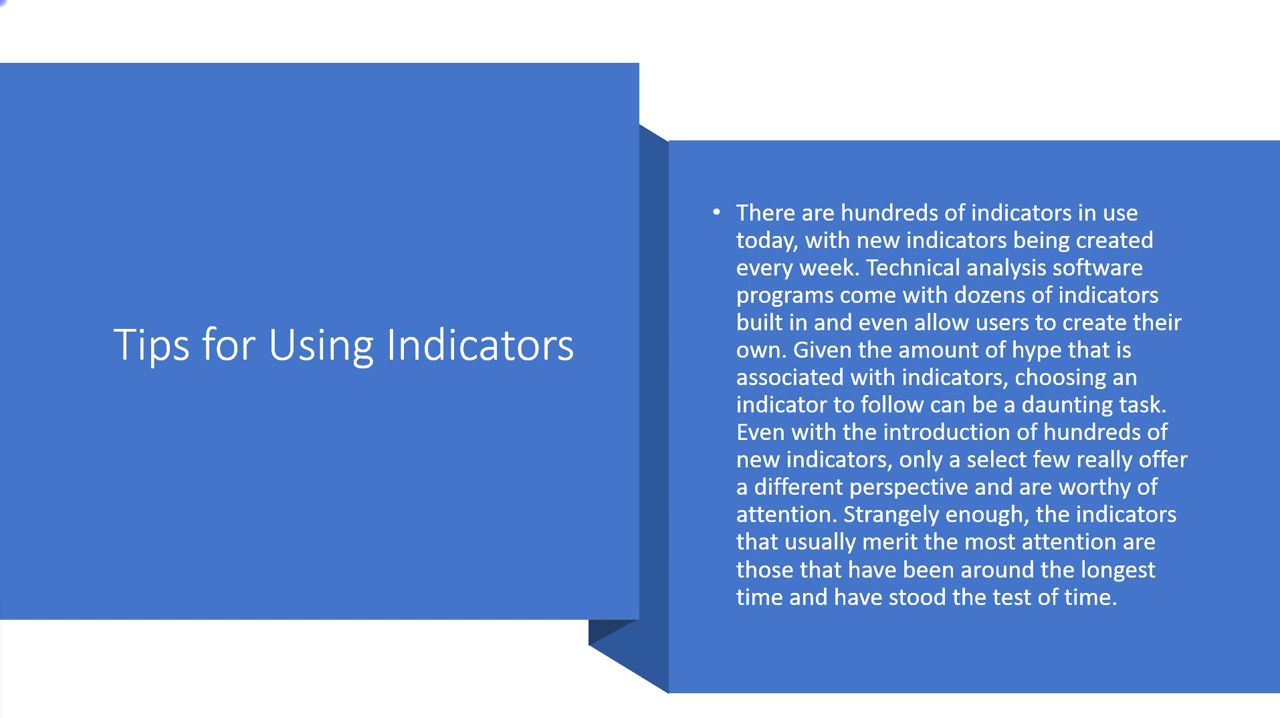 Tips for Using Indicators
• There are hundreds of indicators in use
today, with new indicators being created
every week. Technical analysis software
programs come with dozens of indicators
built in and even allow users to create their
own. Given the amount of hype that is
associated with indicators, choosing an
indicator to follow can be a daunting task.
Even with the introduction of hundreds of
new indicators, only a select few really offer
a different perspective and are worthy of
attention. Strangely enough, the indicators
that usually merit the most attention are
those that have been around the longest
time and have stood the test of time.